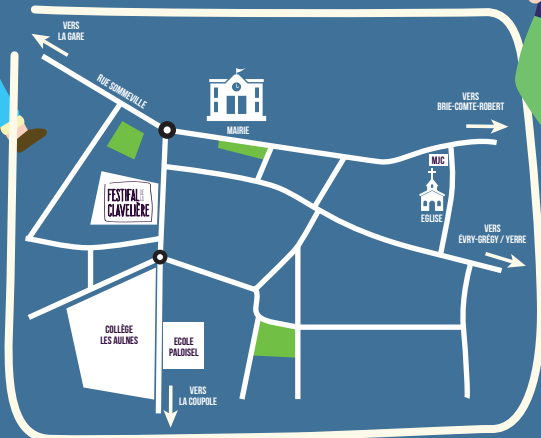 VERS
LA GARE
RUE SOMMEVILLE
MAIRIE
VERS
BRIE-COMTE-ROBERT
MJC
EGLISE
VERS
ÉVRY-GRÉGY / YERRE
FESTIFAL
CLAVELIÈRE
COLLÈGE
LES AULNES
ECOLE
PALOISEL
VERS
LA COUPOLE